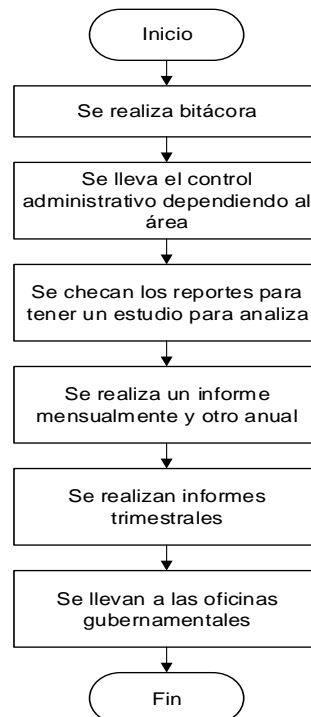 Inicio
Se realiza bitácora
Se lleva el control
administrativo dependiendo al
área
Se checan los reportes para
tener un estudio para analiza
Se realiza un informe
mensualmente y otro anual
Se realizan informes
trimestrales
Se llevan a las oficinas
gubernamentales
Fin